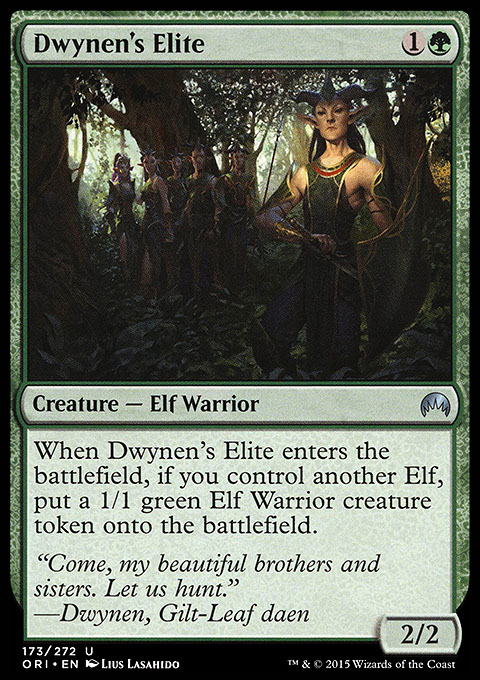 Dwynen's Elite 1
Creature — Elf Warrior
When Dwynen's Elite enters the
battlefield, if you control another Elf,
put a 1/1 green Elf Warrior creature
token onto the battlefield.
“Come, my beautiful brothers and
sisters. Let us hunt.”
—Dwynen, Gilt-Leaf daen
2/2
173/272 U
ORI • EN Lius Lasahido
™ & © 2015 Wizards of the Coast